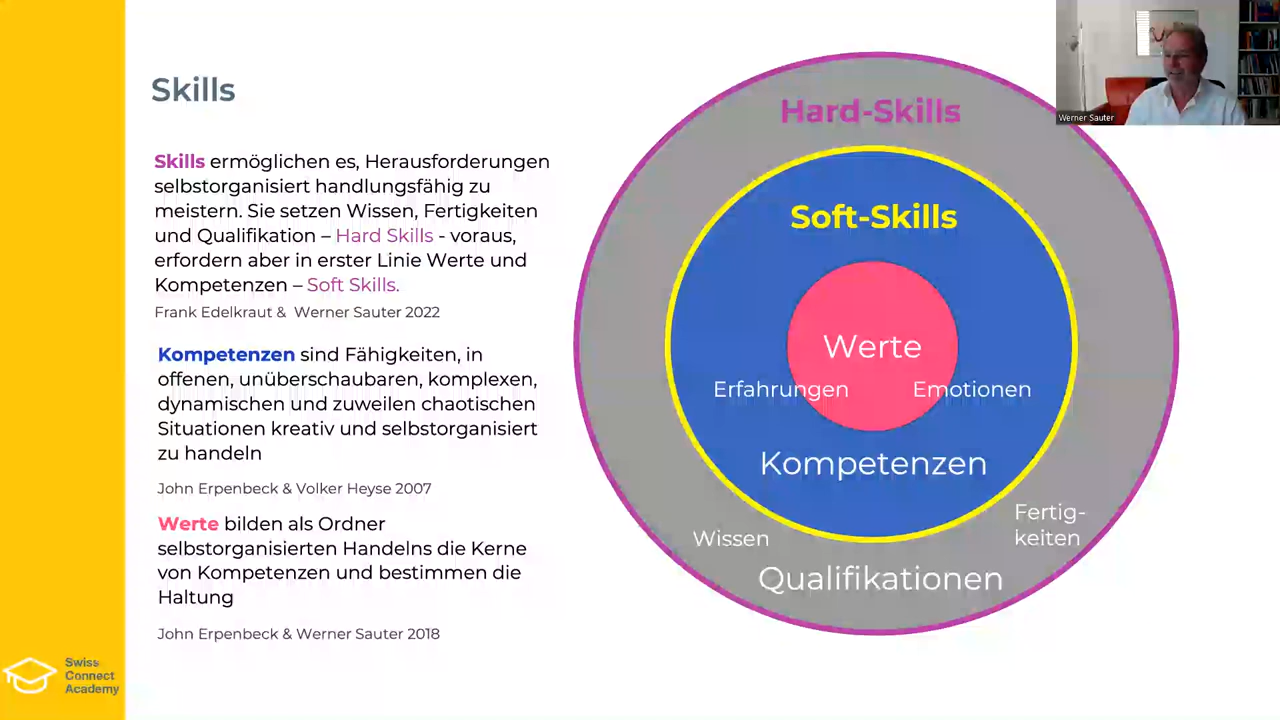 Skills
Skills ermöglichen es, Herausforderungen
selbstorganisiert handlungsfähig zu
meistern. Sie setzen Wissen, Fertigkeiten
und Qualifikation – Hard Skills - voraus,
erfordern aber in erster Linie Werte und
Kompetenzen – Soft Skills.
Frank Edelkraut & Werner Sauter 2022
Kompetenzen sind Fähigkeiten, in
offenen, unüberschaubaren, komplexen,
dynamischen und zuweilen chaotischen
Situationen kreativ und selbstorganisiert
zu handeln
John Erpenbeck & Volker Heyse 2007
Werte bilden als Ordner
selbstorganisierten Handelns die Kerne
von Kompetenzen und bestimmen die
Haltung
John Erpenbeck & Werner Sauter 2018
Hard-Skills
Soft-Skills
Werte
Erfahrungen
Emotionen
Kompetenzen
Wissen
Fertig-
keiten
Qualifikationen
Werner Sauter
Swiss
Connect
Academy